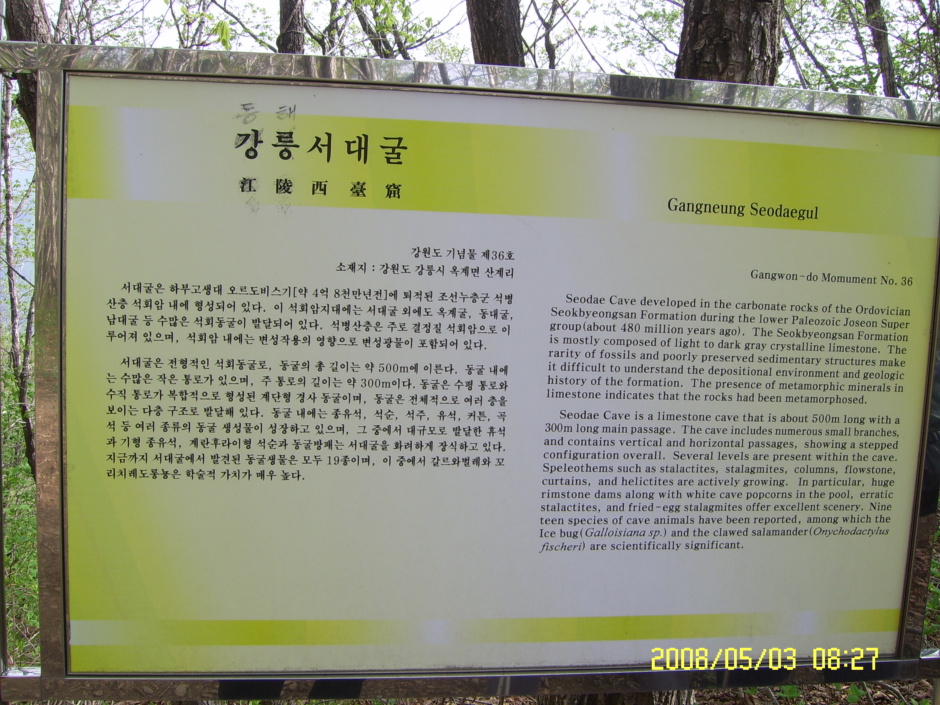 동 태
강릉서대굴
江陵西臺窟
Gangneung Seodaegul
강원도 기념물 제36호
소재지 : 강원도 강릉시 옥계면 산계리
서대굴은 하부고생대 오르도비스기[약 4억 8천만년전]에 퇴적된 조선누층군 석병
산층 석회암 내에 형성되어 있다. 이 석회암지대에는 서대굴 외에도 옥계굴, 동대굴,
남대굴 등 수많은 석회동굴이 발달되어 있다. 석병산층은 주로 결정질 석회암으로 이
루어져 있으며, 석회암 내에는 변성작용의 영향으로 변성광물이 포함되어 있다.
서대굴은 전형적인 석회동굴로, 동굴의 총 길이는 약 500m에 이른다. 동굴 내에
는 수많은 작은 통로가 있으며, 주 통로의 길이는 약 300m이다. 동굴은 수평 통로와
수직 통로가 복합적으로 형성된 계단형 경사 동굴이며, 동굴은 전체적으로 여러 층을
보이는 다층 구조로 발달해 있다. 동굴 내에는 종유석, 석순, 석주, 유석, 커튼, 곡
석 등 여러 종류의 동굴 생성물이 성장하고 있으며, 그 중에서 대규모로 발달한 휴석
과 기형 종유석, 계란후라이형 석순과 동굴방패는 서대굴을 화려하게 장식하고 있다.
지금까지 서대굴에서 발견된 동굴생물은 모두 19종이며, 이 중에서 갈르와벌레와 꼬
리치레도롱뇽은 학술적 가치가 매우 높다.
Gangwon-do Momument No. 36
Seodae Cave developed in the carbonate rocks of the Ordovician
Seokbyeongsan Formation during the lower Paleozoic Joseon Super
group(about 480 million years ago). The Seokbyeongsan Formation
is mostly composed of light to dark gray crystalline limestone. The
rarity of fossils and poorly preserved sedimentary structures make
it difficult to understand the depositional environment and geologic
history of the formation. The presence of metamorphic minerals in
limestone indicates that the rocks had been metamorphosed.
Seodae Cave is a limestone cave that is about 500m long with a
300m long main passage. The cave includes numerous small branches,
and contains vertical and horizontal passages, showing a stepped
configuration overall. Several levels are present within the cave.
Speleothems such as stalactites, stalagmites, columns, flowstone,
curtains, and helictites are actively growing. In particular, huge
rimstone dams along with white cave popcorns in the pool, erratic
stalactites, and fried-egg stalagmites offer excellent scenery. Nine
teen species of cave animals have been reported, among which the
Ice bug(Galloisiana sp.) and the clawed salamander(Onychodactylus
fischeri) are scientifically significant.
2008/05/03 08:27